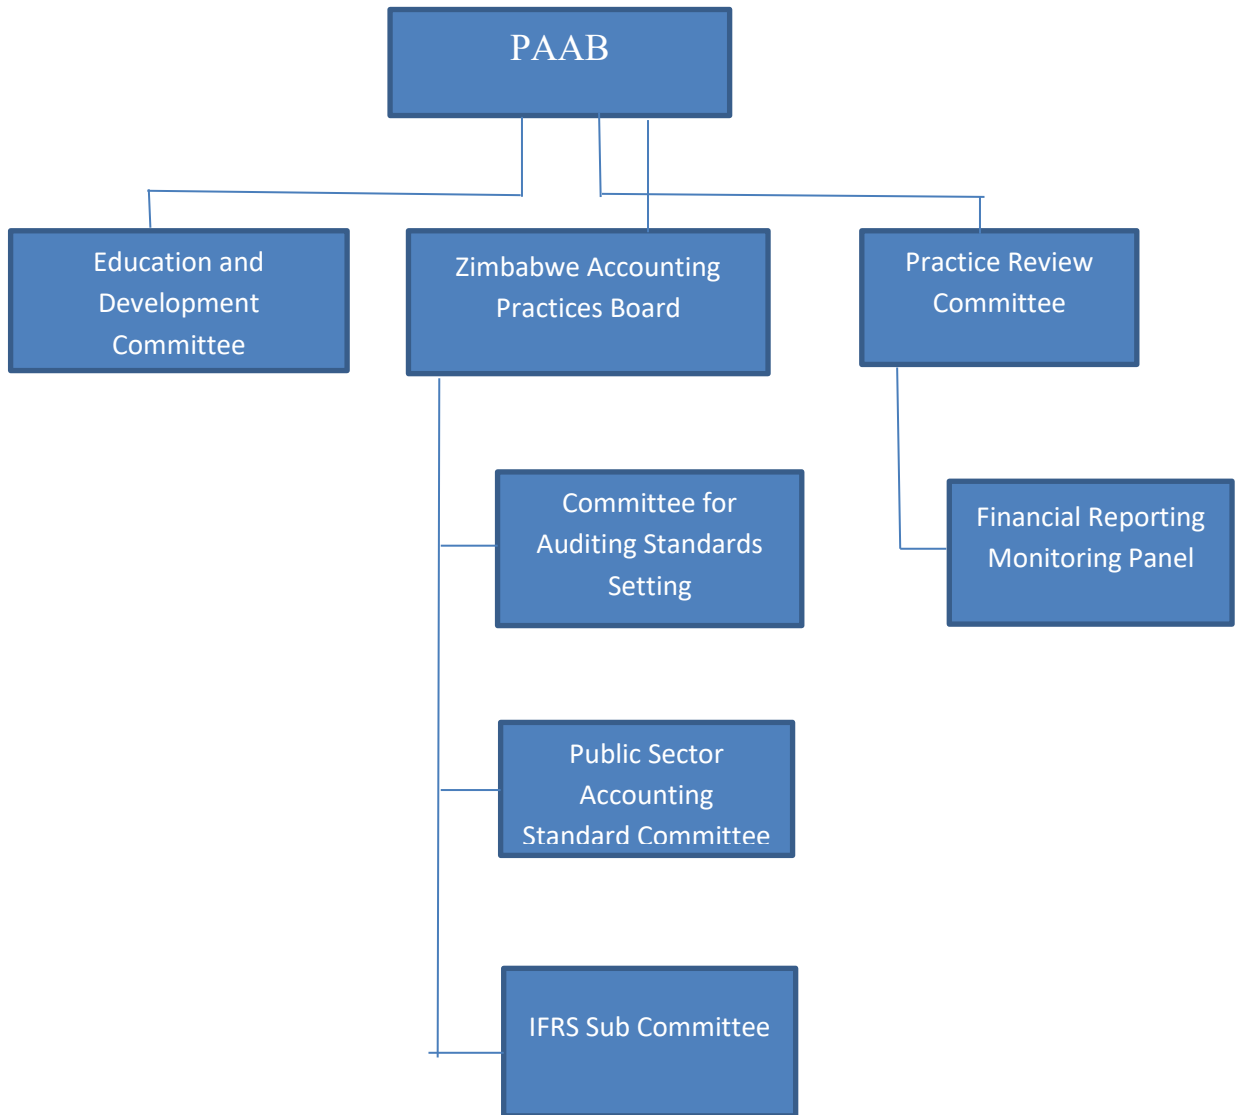 PAAB
Education and
Development
Committee
Zimbabwe Accounting
Practices Board
Practice Review
Committee
Committee for
Auditing Standards
Setting
Financial Reporting
Monitoring Panel
Public Sector
Accounting
Standard Committee
IFRS Sub Committee